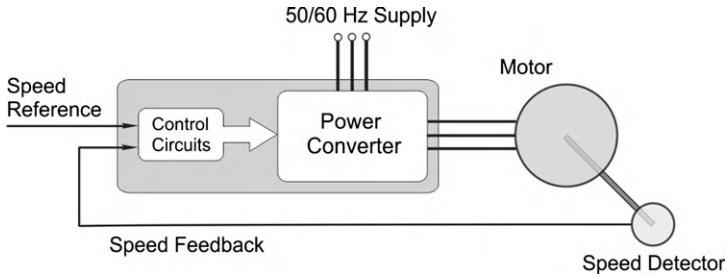 50/60 Hz Supply
Speed
Reference
Control
Circuits
Power
Converter
Motor
Speed Feedback
Speed Detector